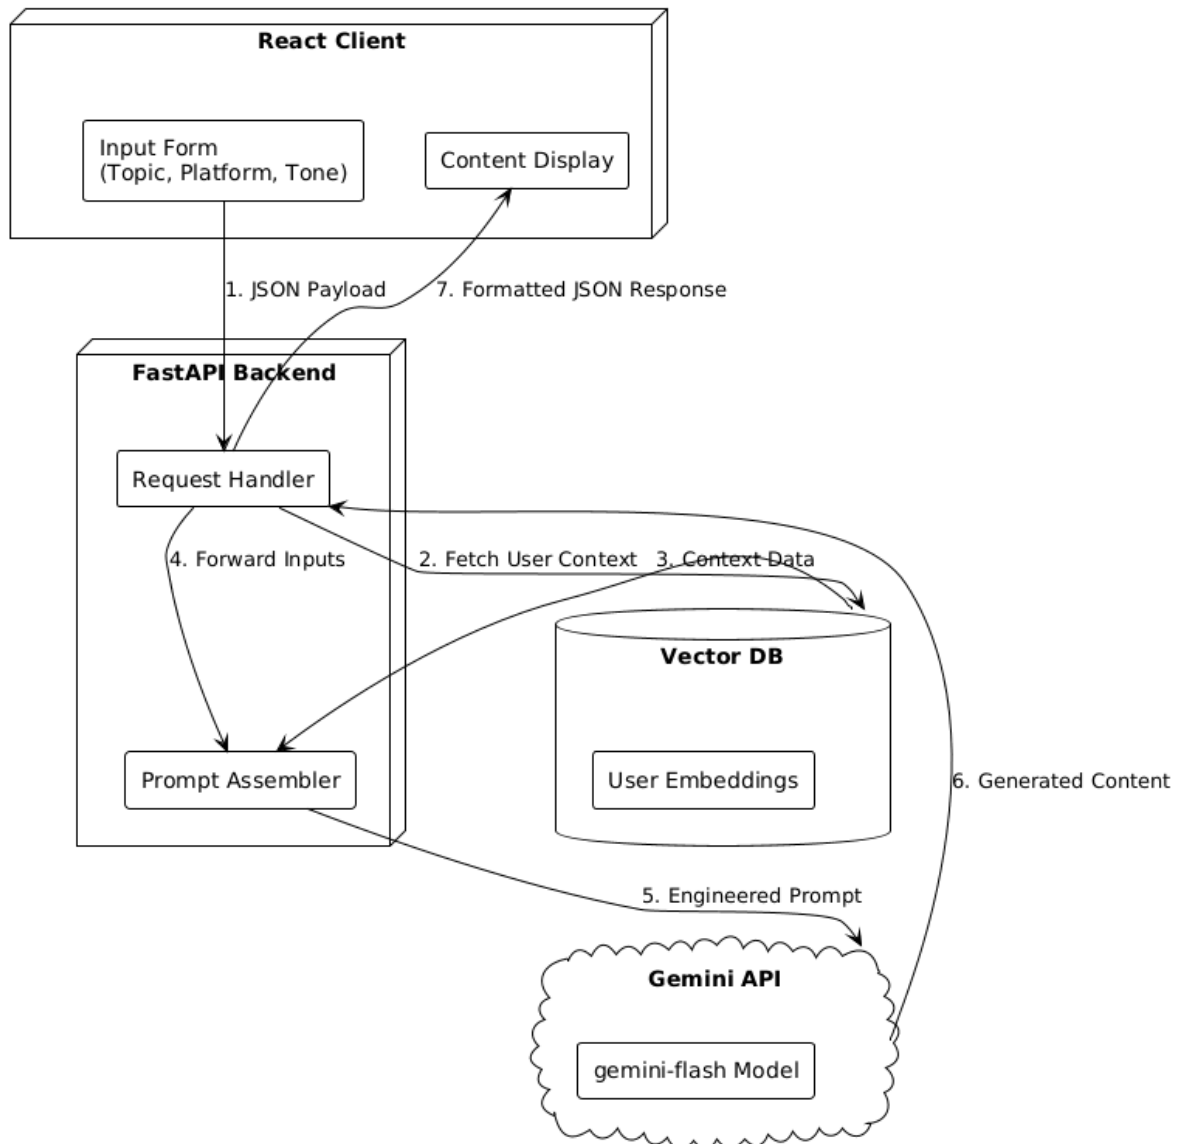 React Client
Input Form
(Topic, Platform, Tone)
Content Display
1. JSON Payload
7. Formatted JSON Response
FastAPI Backend
Request Handler
4. Forward Inputs
2. Fetch User Context
3. Context Data
Vector DB
Prompt Assembler
User Embeddings
6. Generated Content
5. Engineered Prompt
Gemini API
gemini-flash Model